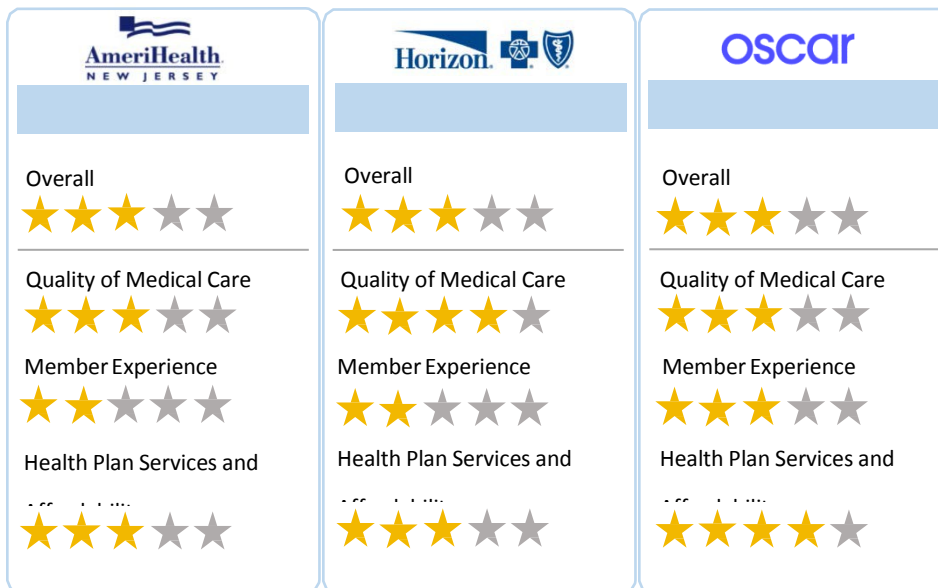 AmeriHealth.
NEW JERSEY
Overall
Quality of Medical Care
Member Experience
Health Plan Services and
Horizon.
Overall
Quality of Medical Care
Member Experience
Health Plan Services and
oscar
Overall
Quality of Medical Care
Member Experience
Health Plan Services and